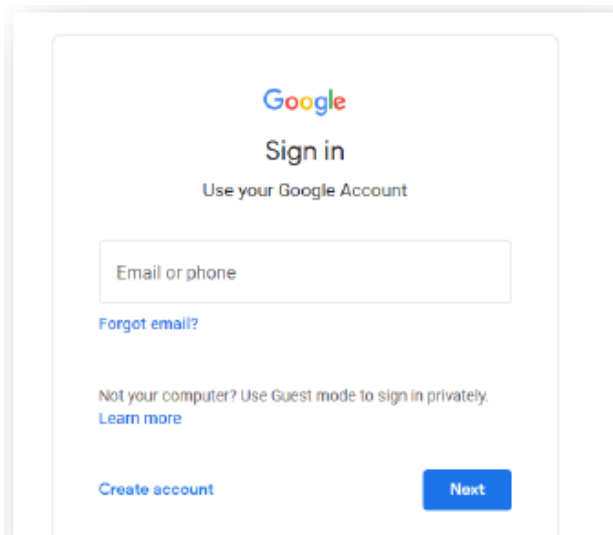 Google
Sign in
Use your Google Account
Email or phone
Forgot email?
Not your computer? Use Guest mode to sign in privately.
Learn more
Create account
Next